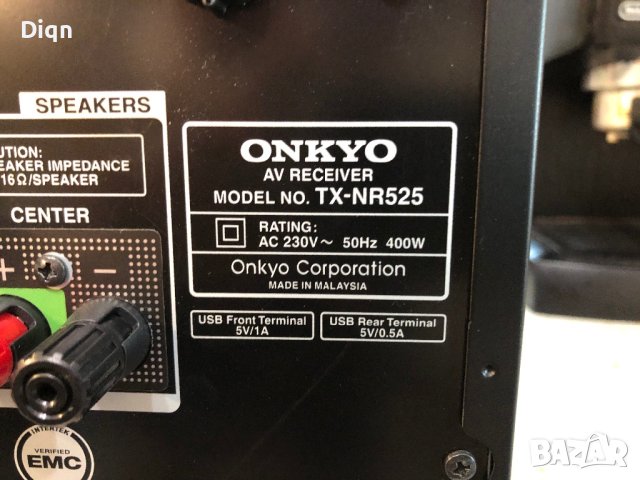 Diqn
SPEAKERS
UTION:
EAKER IMPEDANCE
16Ω/SPEAKER
CENTER
+ −
ONKYO
AV RECEIVER
MODEL NO. TX-NR525
RATING:
AC 230V～ 50Hz 400W
Onkyo Corporation
MADE IN MALAYSIA
USB Front Terminal
5V/1A
USB Rear Terminal
5V/0.5A
INTERTEK
VERIFIED
EMC
BAZAR